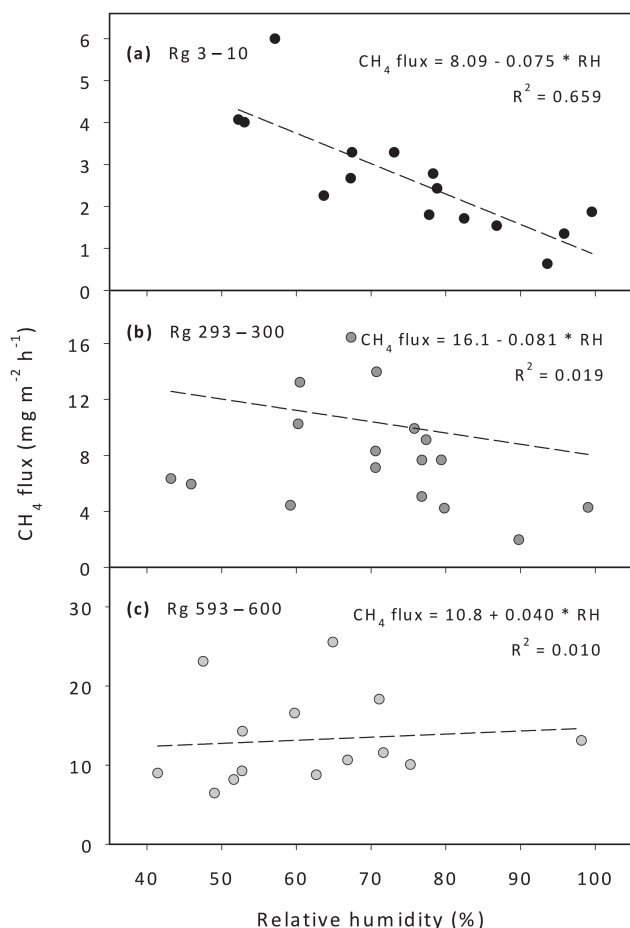 (a) Rg 3–10
CH₄ flux = 8.09 - 0.075 * RH
R² = 0.659
6
5
4
3
2
1
0
(b) Rg 293–300
CH₄ flux = 16.1 - 0.081 * RH
R² = 0.019
16
12
8
4
0
CH₄ flux (mg m⁻² h⁻¹)
(c) Rg 593–600
CH₄ flux = 10.8 + 0.040 * RH
R² = 0.010
30
20
10
0
40 50 60 70 80 90 100
Relative humidity (%)